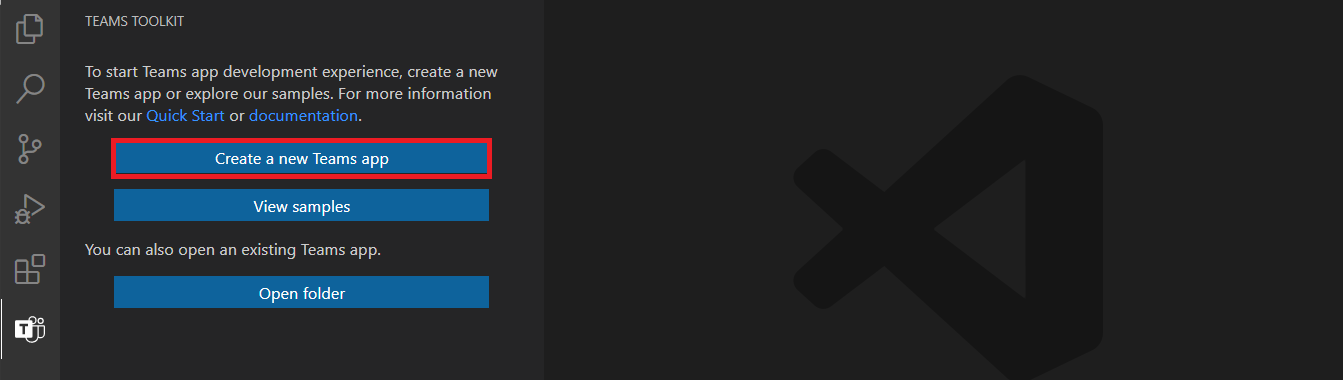 TEAMS TOOLKIT
To start Teams app development experience, create a new
Teams app or explore our samples. For more information
visit our Quick Start or documentation.
Create a new Teams app
View samples
You can also open an existing Teams app.
Open folder
T